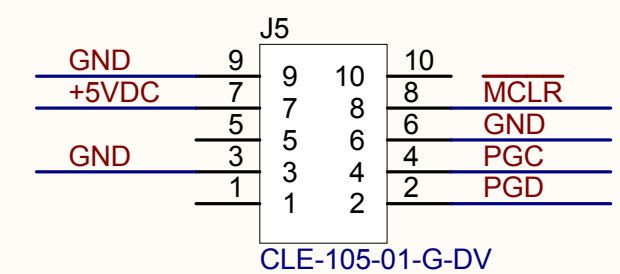 J5
GND 9 9 10 10
+5VDC 7 7 8 8 MCLR
5 5 6 6 GND
GND 3 3 4 4 PGC
1 1 2 2 PGD
CLE-105-01-G-DV